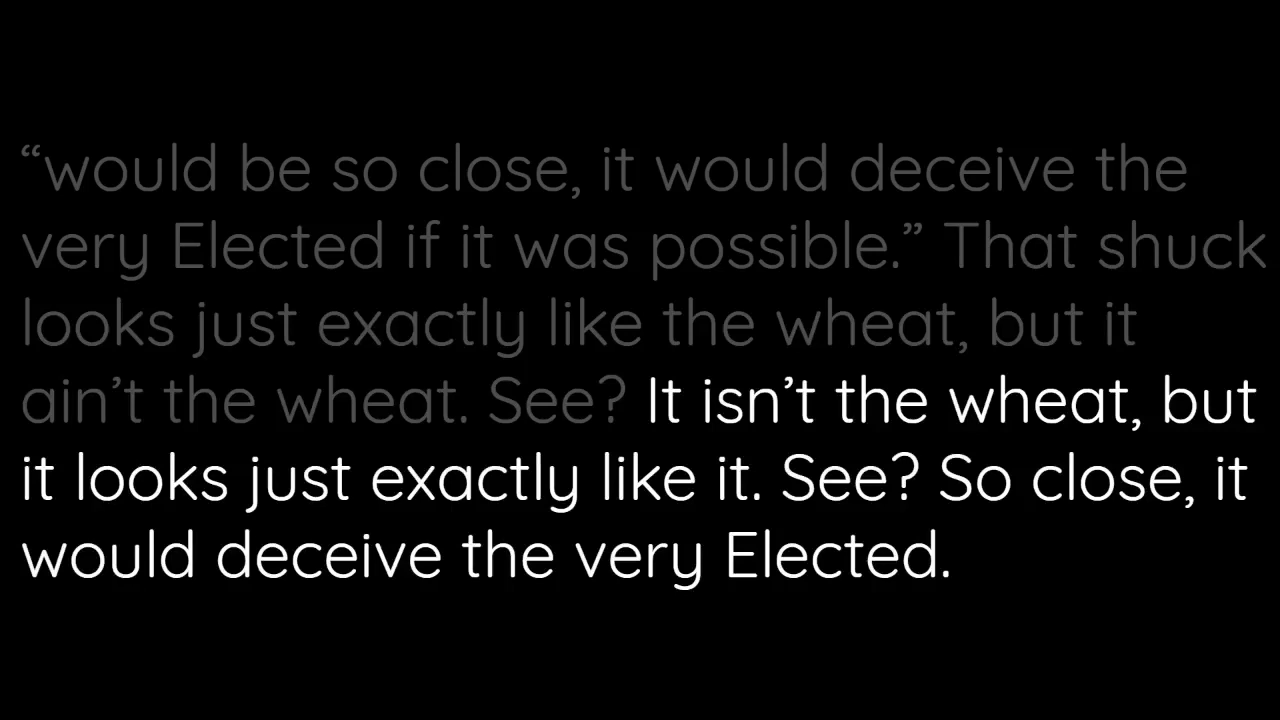 “would be so close, it would deceive the
very Elected if it was possible.” That shuck
looks just exactly like the wheat, but it
ain’t the wheat. See? It isn’t the wheat, but
it looks just exactly like it. See? So close, it
would deceive the very Elected.